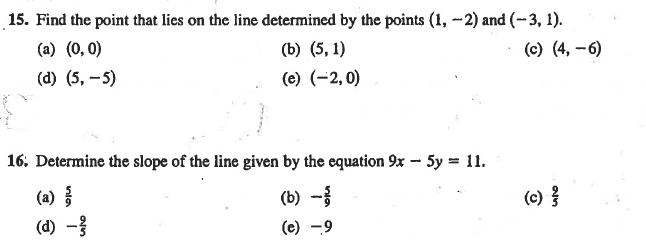 15. Find the point that lies on the line determined by the points (1, −2) and (−3, 1).
(a) (0, 0) (b) (5, 1) (c) (4, −6)
(d) (5, −5) (e) (−2, 0)
16. Determine the slope of the line given by the equation 9x − 5y = 11.
(a) 5/9 (b) −5/9 (c) 9/5
(d) −9/5 (e) −9